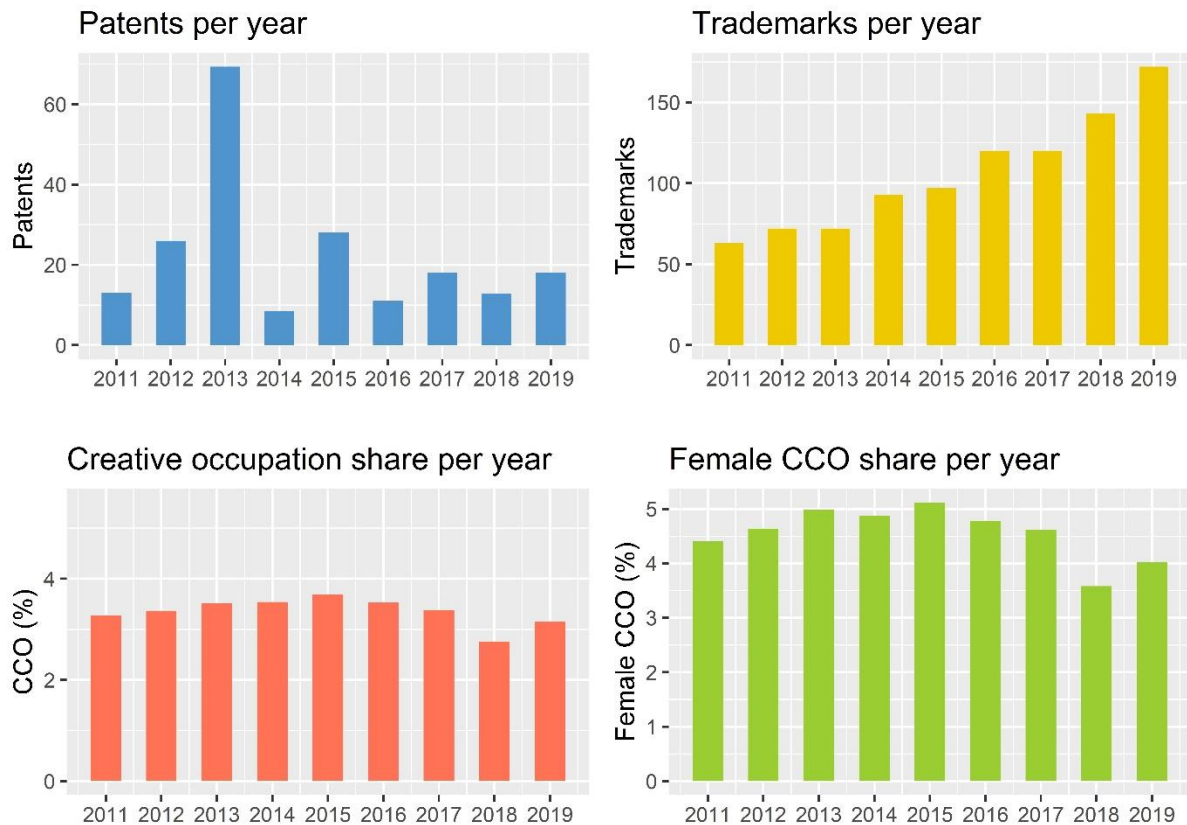 Patents per year
Patents
60
40
20
0
2011 2012 2013 2014 2015 2016 2017 2018 2019
Trademarks per year
Trademarks
150
100
50
0
2011 2012 2013 2014 2015 2016 2017 2018 2019
Creative occupation share per year
CCO (%)
4
2
0
2011 2012 2013 2014 2015 2016 2017 2018 2019
Female CCO share per year
Female CCO (%)
5
4
3
2
1
0
2011 2012 2013 2014 2015 2016 2017 2018 2019